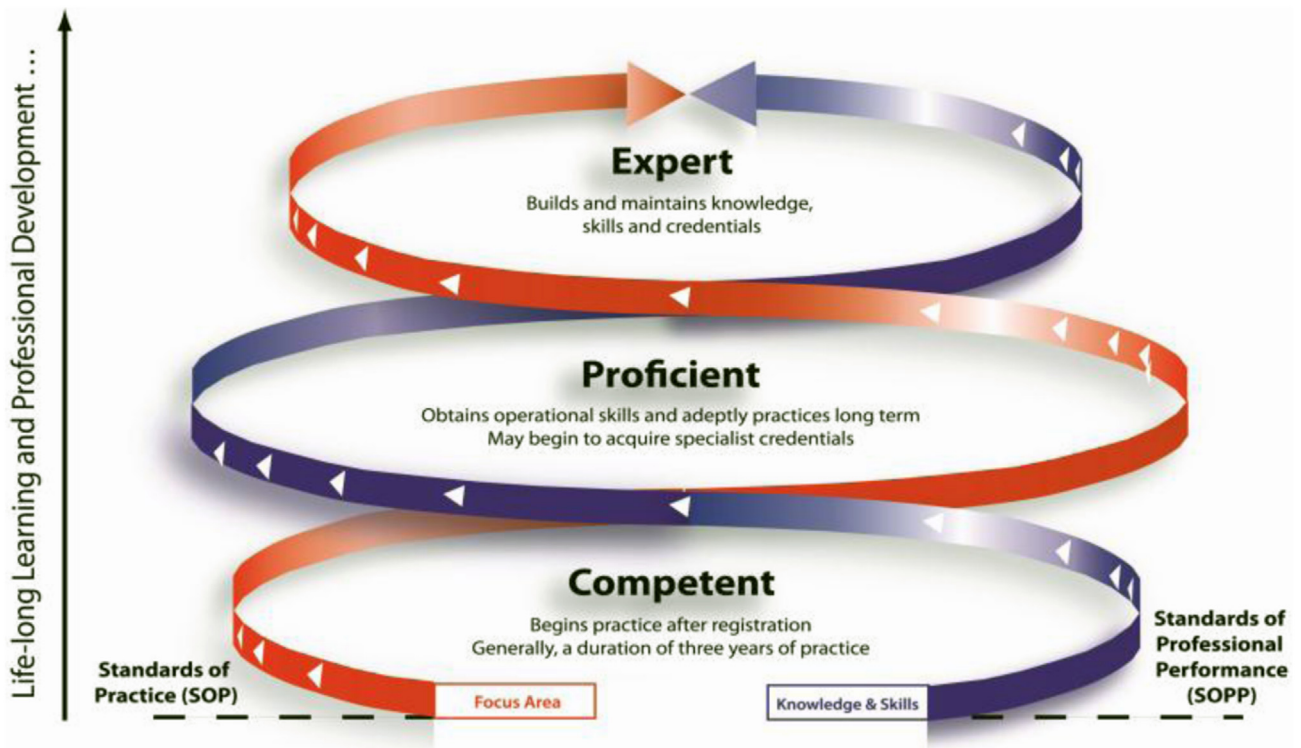 Life-long Learning and Professional Development ...
Expert
Builds and maintains knowledge,
skills and credentials
Proficient
Obtains operational skills and adeptly practices long term
May begin to acquire specialist credentials
Competent
Begins practice after registration
Generally, a duration of three years of practice
Standards of
Practice (SOP)
Focus Area
Knowledge & Skills
Standards of
Professional
Performance
(SOPP)